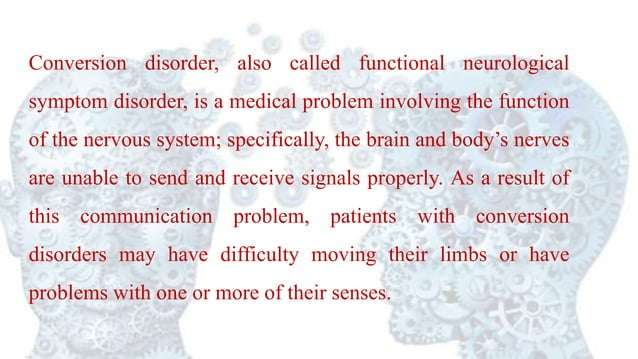 Conversion disorder, also called functional neurological
symptom disorder, is a medical problem involving the function
of the nervous system; specifically, the brain and body’s nerves
are unable to send and receive signals properly. As a result of
this communication problem, patients with conversion
disorders may have difficulty moving their limbs or have
problems with one or more of their senses.